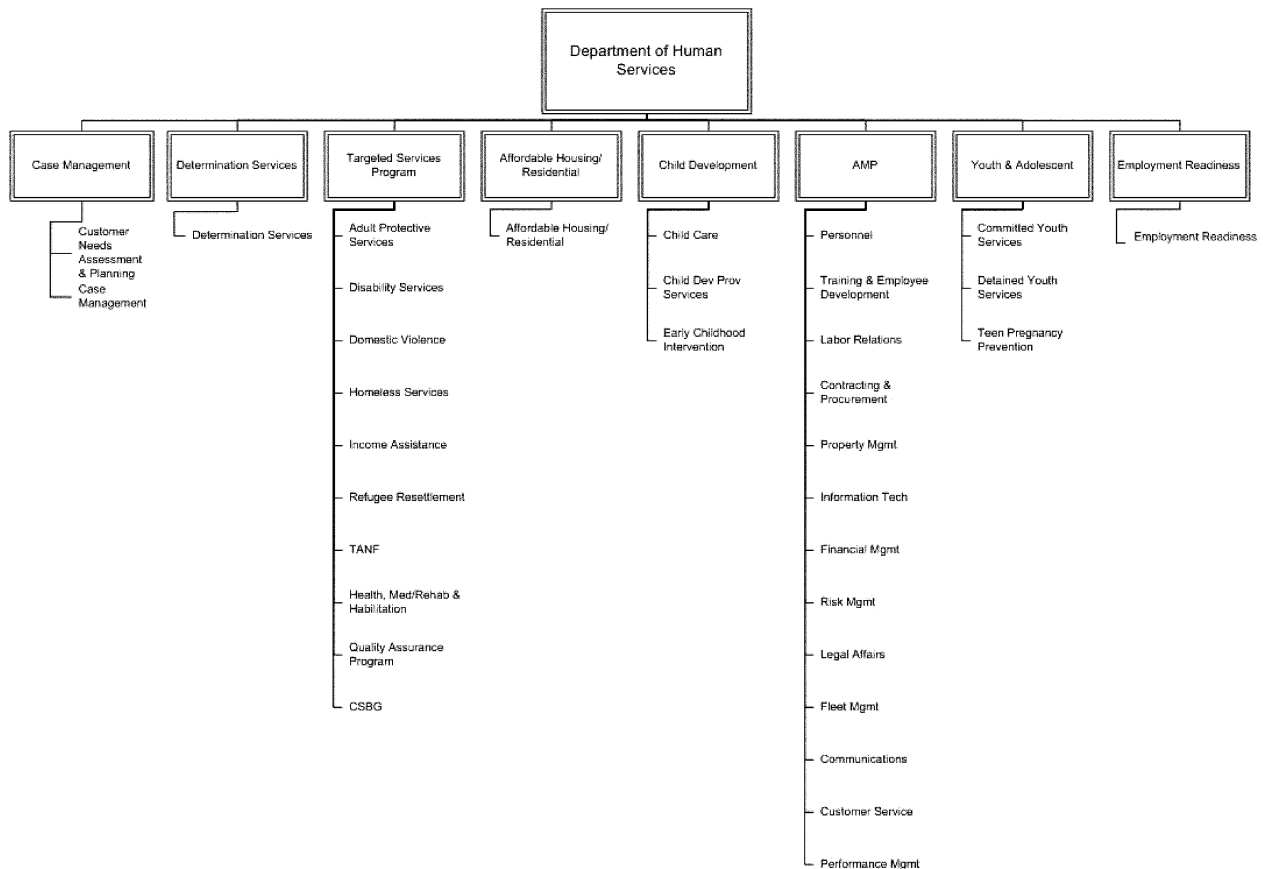 Department of Human
Services
Case Management
Determination Services
Targeted Services
Program
Affordable Housing/
Residential
Child Development
AMP
Youth & Adolescent
Employment Readiness
Customer
Needs
Assessment
& Planning
Case
Management
Determination Services
Adult Protective
Services
Disability Services
Domestic Violence
Homeless Services
Income Assistance
Refugee Resettlement
TANF
Health, Med/Rehab &
Habilitation
Quality Assurance
Program
CSBG
Affordable Housing/
Residential
Child Care
Child Dev Prov
Services
Early Childhood
Intervention
Personnel
Training & Employee
Development
Labor Relations
Contracting &
Procurement
Property Mgmt
Information Tech
Financial Mgmt
Risk Mgmt
Legal Affairs
Fleet Mgmt
Communications
Customer Service
Performance Mgmt
Committed Youth
Services
Detained Youth
Services
Teen Pregnancy
Prevention
Employment Readiness